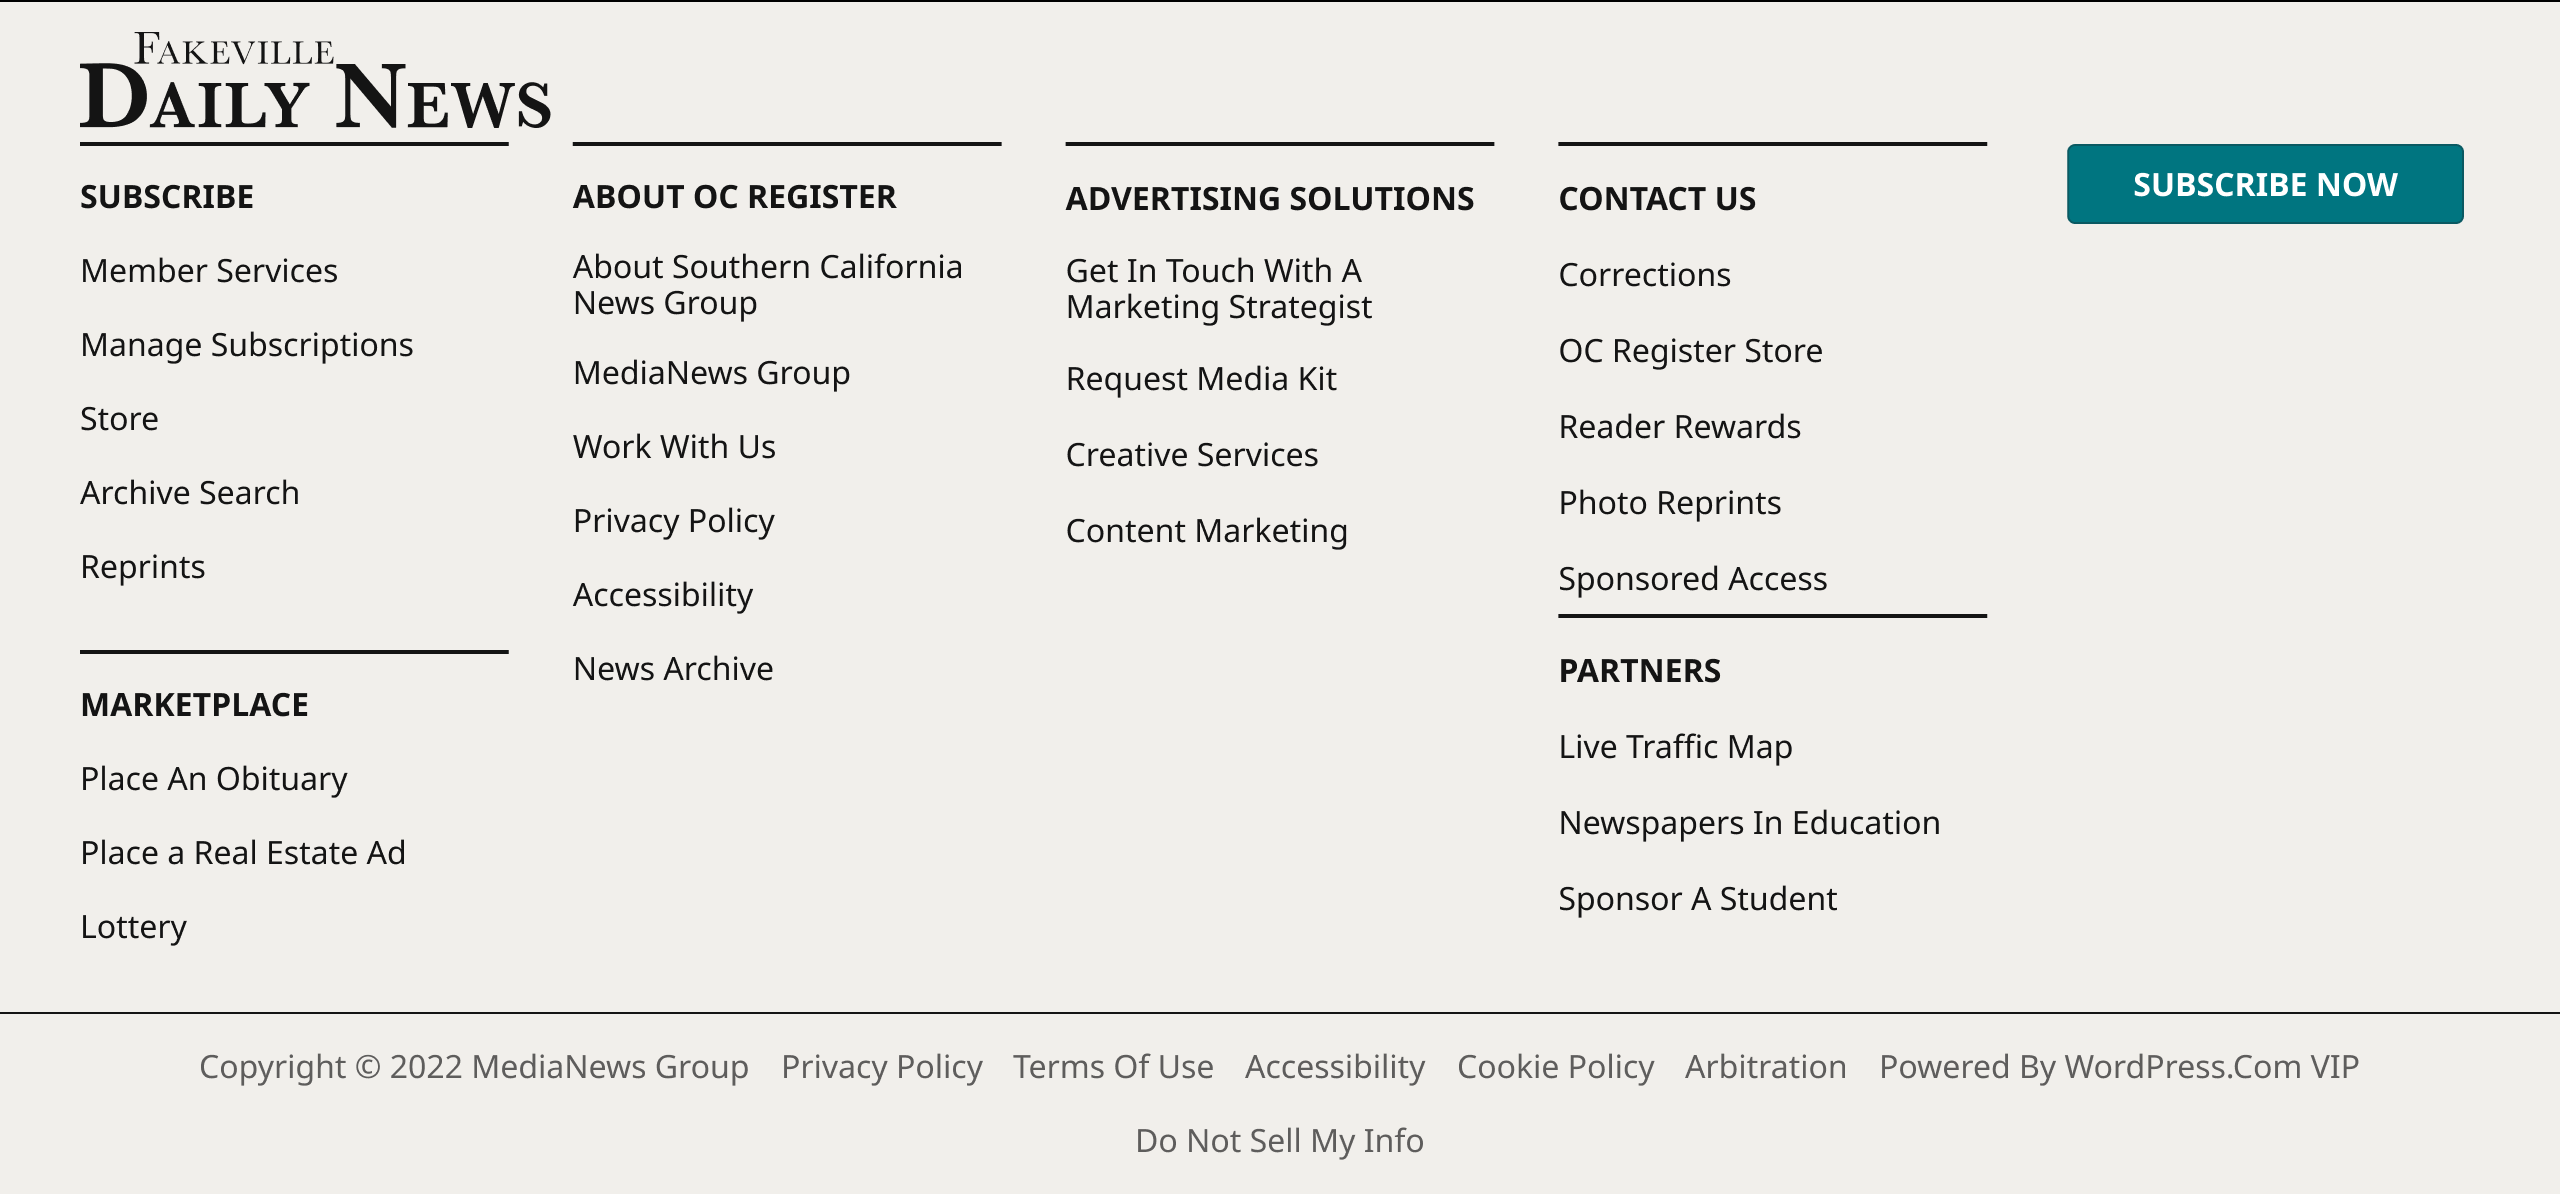 FAKEVILLE
DAILY NEWS
SUBSCRIBE
Member Services
Manage Subscriptions
Store
Archive Search
Reprints
MARKETPLACE
Place An Obituary
Place a Real Estate Ad
Lottery
ABOUT OC REGISTER
About Southern California
News Group
MediaNews Group
Work With Us
Privacy Policy
Accessibility
News Archive
ADVERTISING SOLUTIONS
Get In Touch With A
Marketing Strategist
Request Media Kit
Creative Services
Content Marketing
CONTACT US
Corrections
OC Register Store
Reader Rewards
Photo Reprints
Sponsored Access
PARTNERS
Live Traffic Map
Newspapers In Education
Sponsor A Student
SUBSCRIBE NOW
Copyright © 2022 MediaNews Group Privacy Policy Terms Of Use Accessibility Cookie Policy Arbitration Powered By WordPress.Com VIP
Do Not Sell My Info